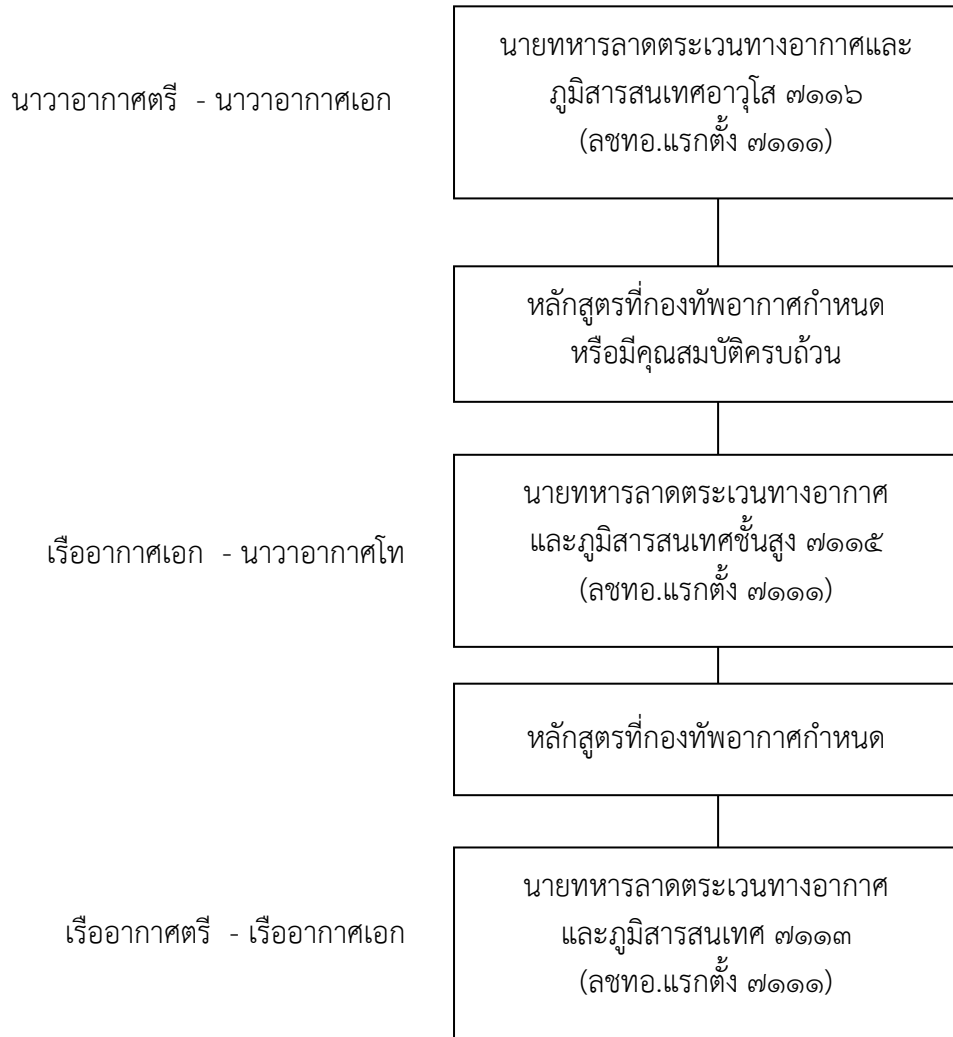 นายทหารลาดตระเวนทางอากาศและ
นาวาอากาศตรี - นาวาอากาศเอก
ภูมิสารสนเทศอาวุโส ๗๑๑๖
(ลชทอ.แรกตั้ง ๗๑๑๑)
หลักสูตรที่กองทัพอากาศกำหนด
หรือมีคุณสมบัติครบถ้วน
นายทหารลาดตระเวนทางอากาศ
เรืออากาศเอก - นาวาอากาศโท
และภูมิสารสนเทศชั้นสูง ๗๑๑๕
(ลชทอ.แรกตั้ง ๗๑๑๑)
หลักสูตรที่กองทัพอากาศกำหนด
นายทหารลาดตระเวนทางอากาศ
เรืออากาศตรี - เรืออากาศเอก
และภูมิสารสนเทศ ๗๑๑๓
(ลชทอ.แรกตั้ง ๗๑๑๑)